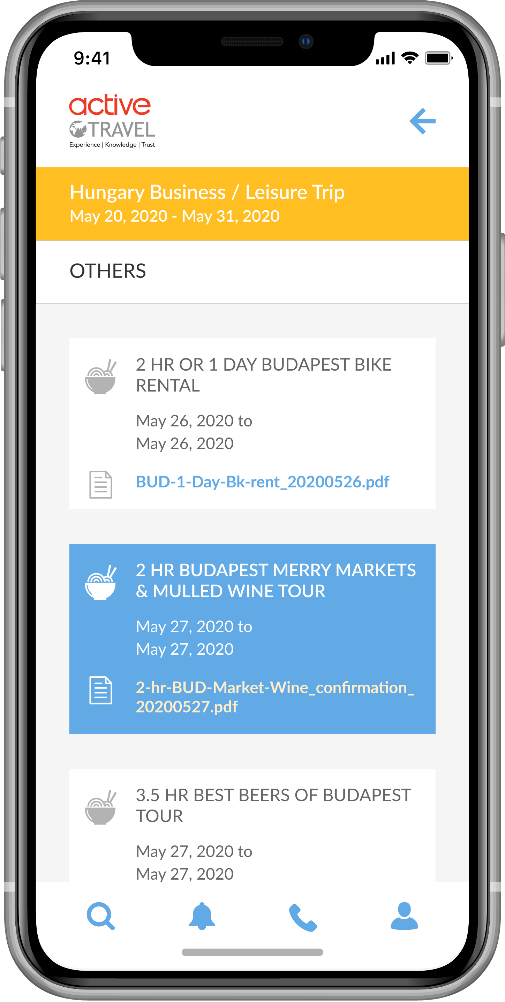 9:41
active
TRAVEL
Experience | Knowledge | Trust
Hungary Business / Leisure Trip
May 20, 2020 - May 31, 2020
OTHERS
2 HR OR 1 DAY BUDAPEST BIKE
RENTAL
May 26, 2020 to
May 26, 2020
BUD-1-Day-Bk-rent_20200526.pdf
2 HR BUDAPEST MERRY MARKETS
& MULLED WINE TOUR
May 27, 2020 to
May 27, 2020
2-hr-BUD-Market-Wine_confirmation_
20200527.pdf
3.5 HR BEST BEERS OF BUDAPEST
TOUR
May 27, 2020 to
May 27, 2020